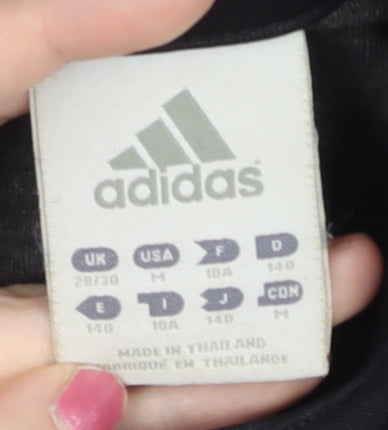 adidas
UK USA F D
28/30 M 10A 140
E I J CDN
140 10A 140 M
MADE IN THAILAND
FABRIQUÉ EN THAILANDE